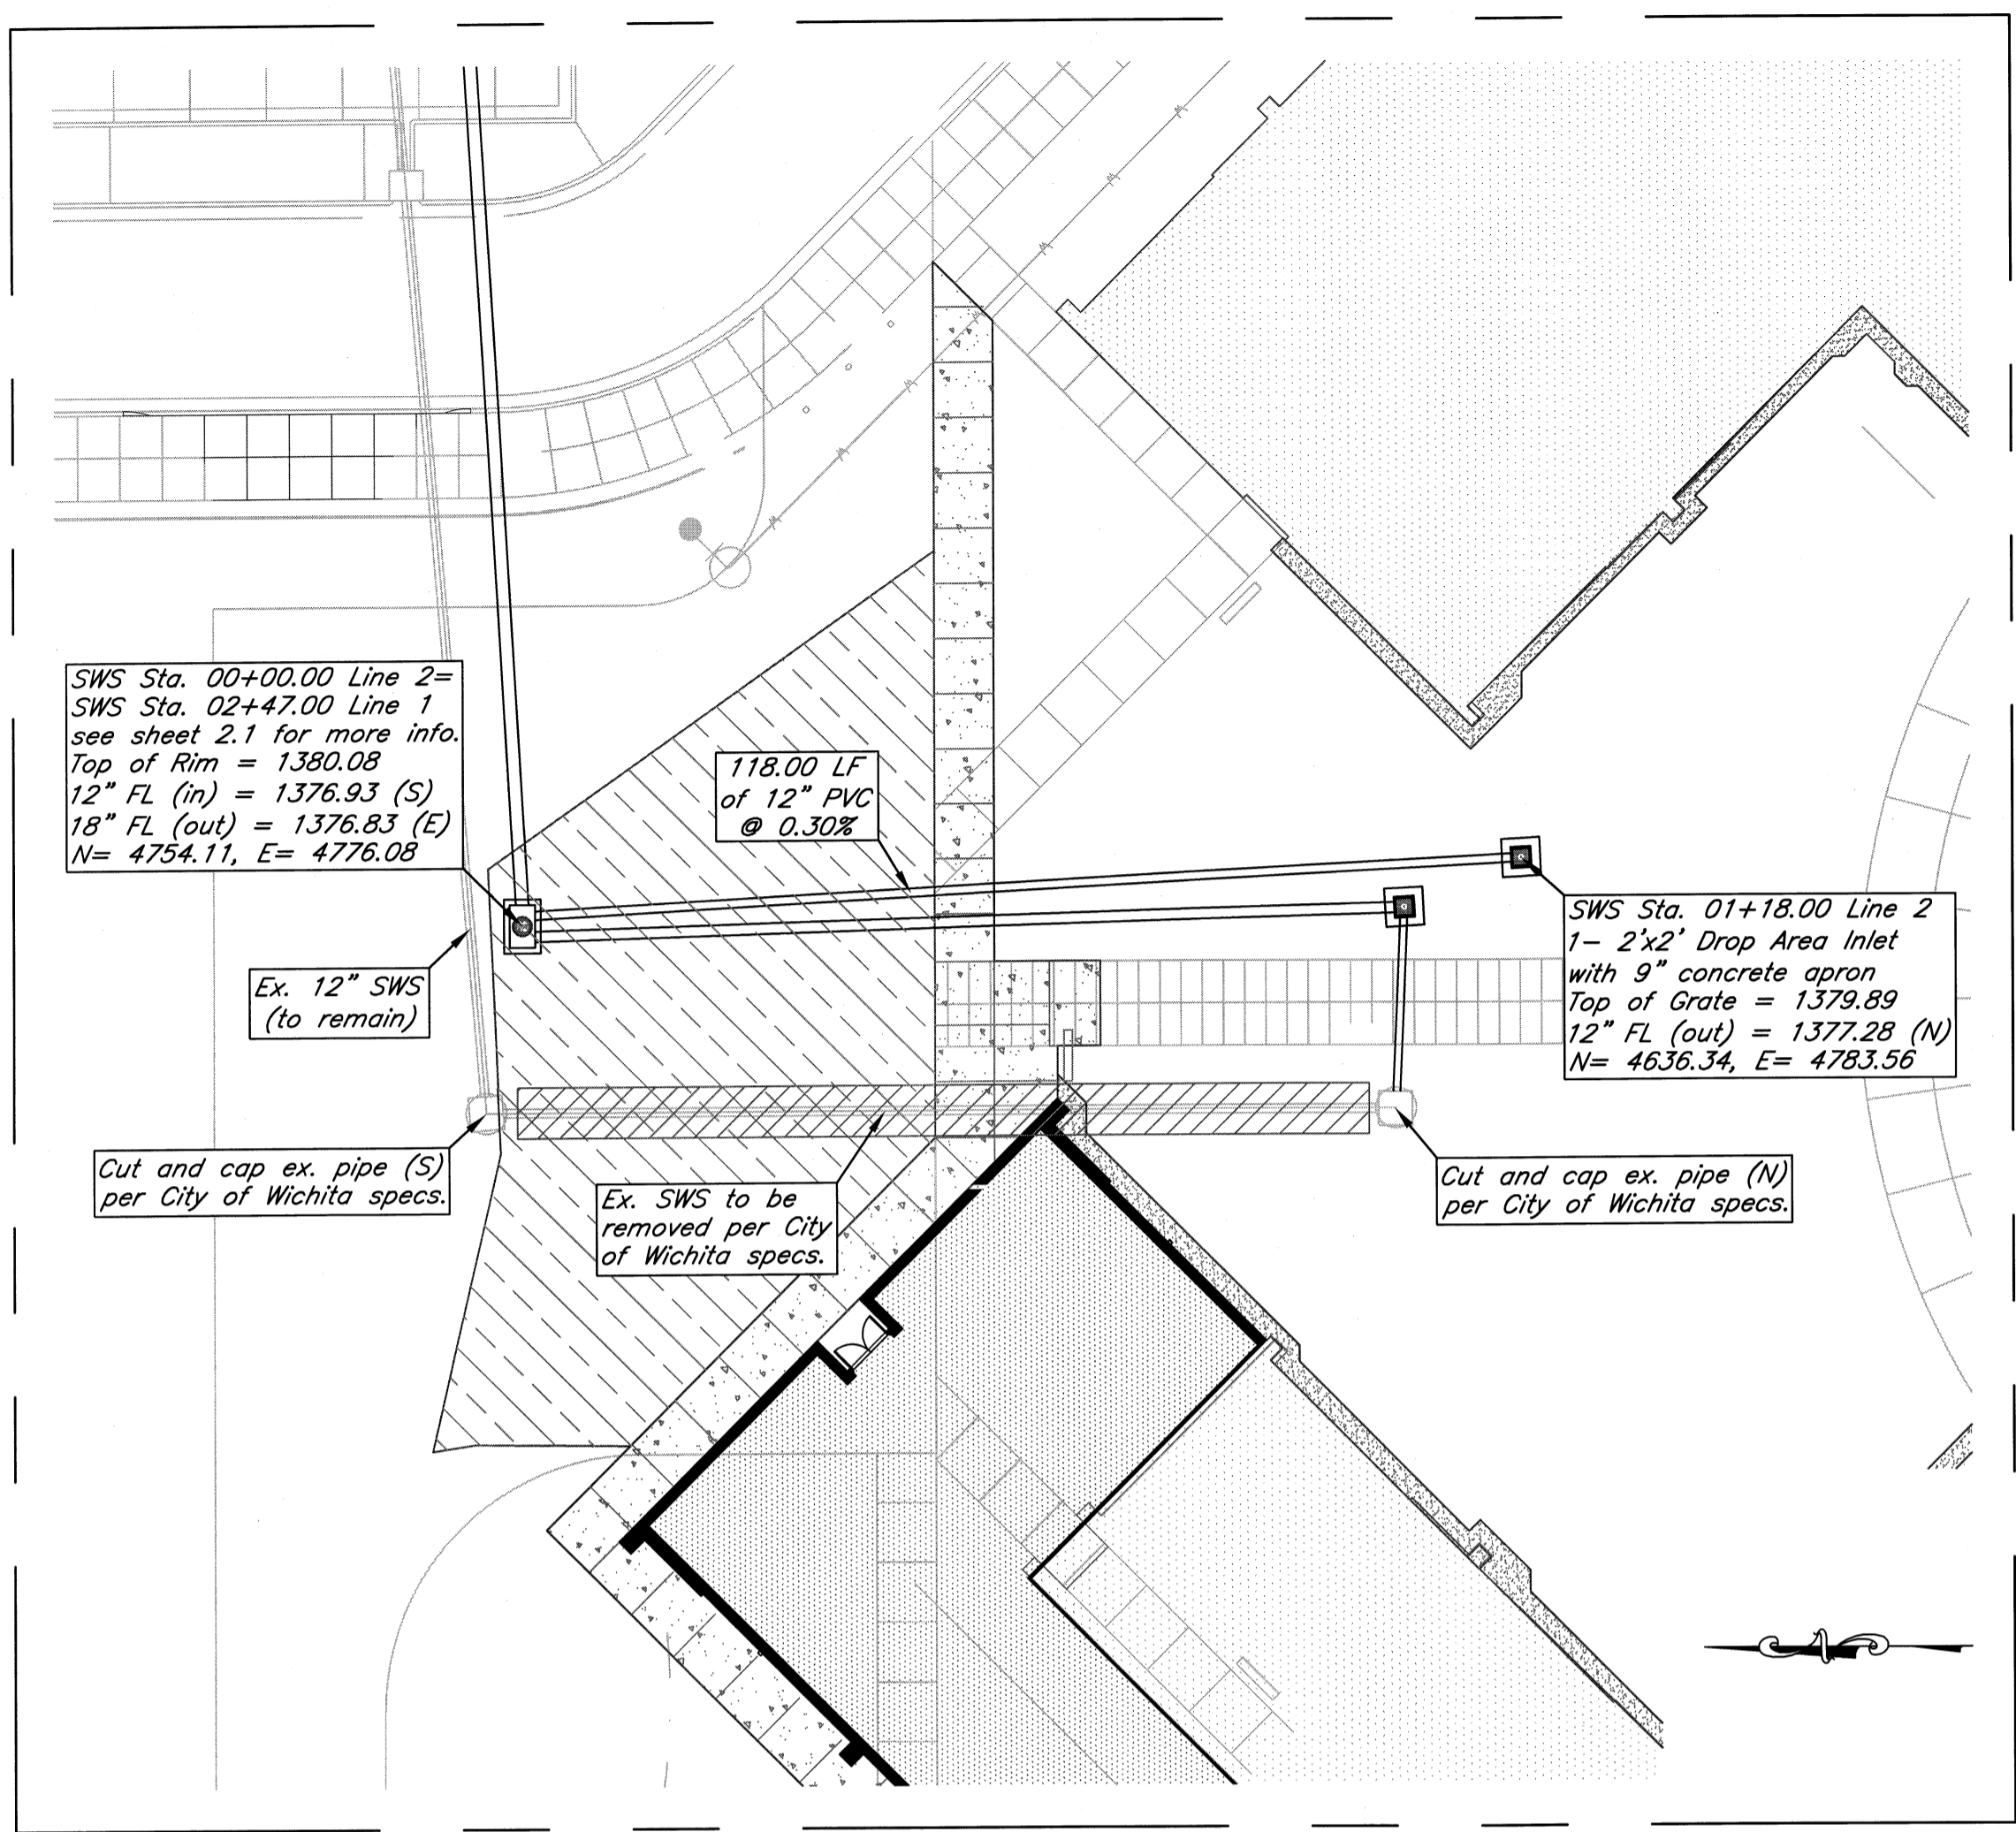 SWS Sta. 00+00.00 Line 2=
SWS Sta. 02+47.00 Line 1
see sheet 2.1 for more info.
Top of Rim = 1380.08
12" FL (in) = 1376.93 (S)
18" FL (out) = 1376.83 (E)
N= 4754.11, E= 4776.08
118.00 LF
of 12" PVC
@ 0.30%
SWS Sta. 01+18.00 Line 2
1- 2'x2' Drop Area Inlet
with 9" concrete apron
Top of Grate = 1379.89
12" FL (out) = 1377.28 (N)
N= 4636.34, E= 4783.56
Ex. 12" SWS
(to remain)
Cut and cap ex. pipe (S)
per City of Wichita specs.
Ex. SWS to be
removed per City
of Wichita specs.
Cut and cap ex. pipe (N)
per City of Wichita specs.